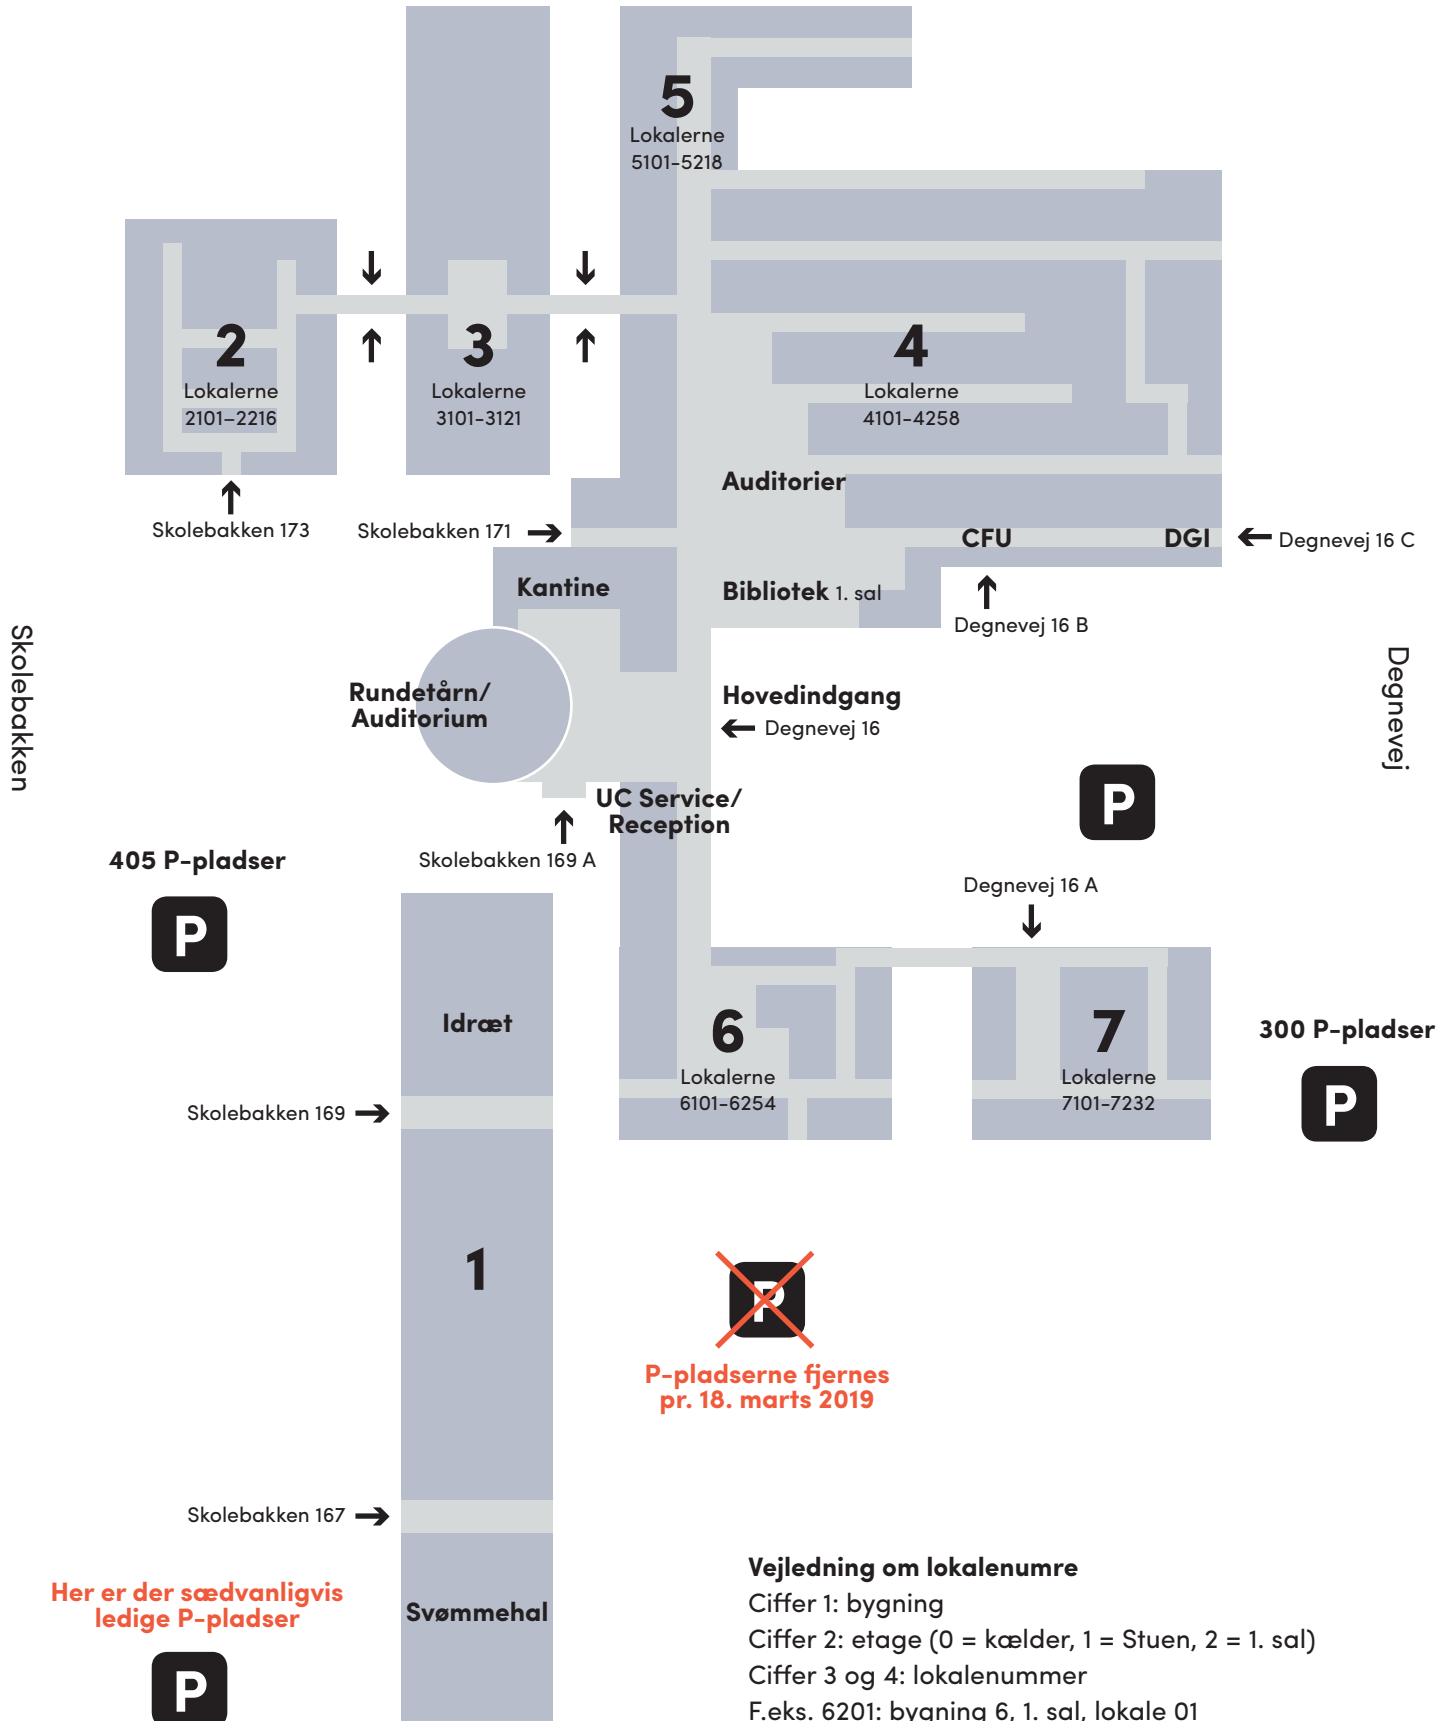 5
Lokalerne
5101-5218
2
Lokalerne
2101–2216
3
Lokalerne
3101-3121
4
Lokalerne
4101-4258
Auditorier
Skolebakken 173
Skolebakken 171
CFU
DGI
Degnevej 16 C
Kantine
Bibliotek 1. sal
Degnevej 16 B
Skolebakken
Degnevej
Rundetårn/
Auditorium
Hovedindgang
Degnevej 16
UC Service/
Reception
P
Skolebakken 169 A
405 P-pladser
P
Degnevej 16 A
Idræt
6
Lokalerne
6101-6254
7
Lokalerne
7101-7232
300 P-pladser
P
Skolebakken 169
1
P
P-pladserne fjernes
pr. 18. marts 2019
Skolebakken 167
Her er der sædvanligvis
ledige P-pladser
P
Svømmehal
Vejledning om lokalenumre
Ciffer 1: bygning
Ciffer 2: etage (0 = kælder, 1 = Stuen, 2 = 1. sal)
Ciffer 3 og 4: lokalenummer
F.eks. 6201: bygning 6, 1. sal, lokale 01